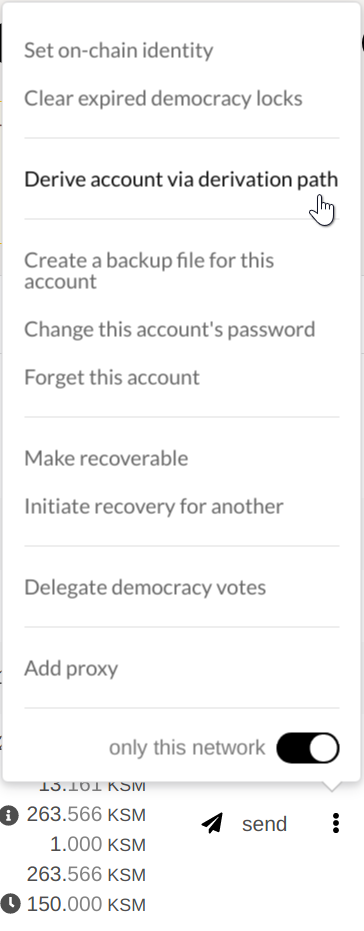 Set on-chain identity
Clear expired democracy locks
Derive account via derivation path
Create a backup file for this
account
Change this account's password
Forget this account
Make recoverable
Initiate recovery for another
Delegate democracy votes
Add proxy
only this network
13.161 KSM
263.566 KSM
send
1.000 KSM
263.566 KSM
150.000 KSM